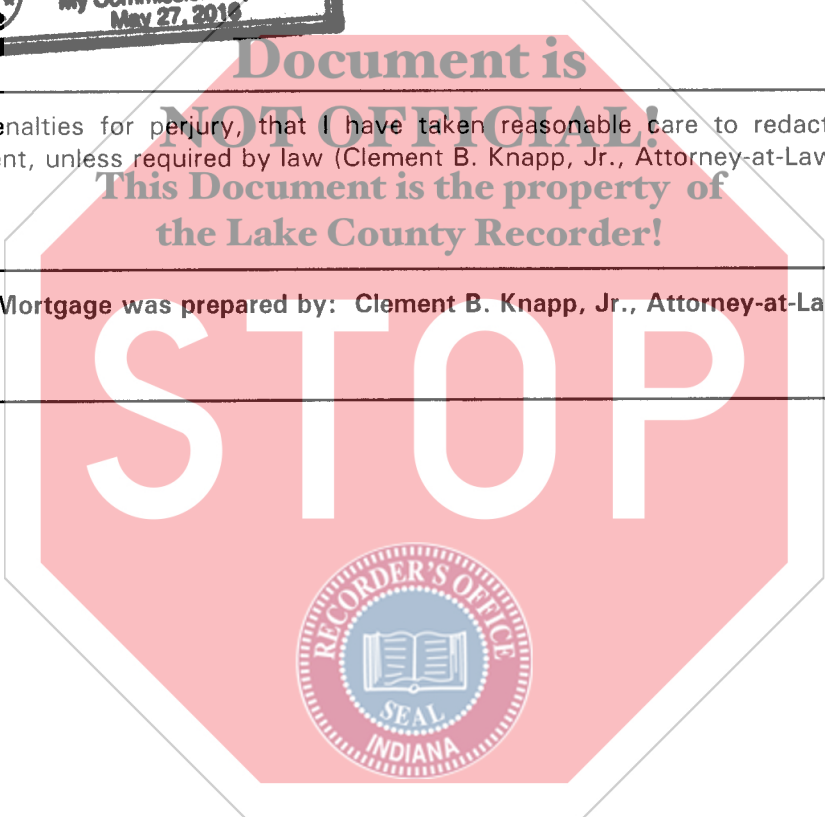 My
May 27, 2016
Document is
enalties for perjury, that I have taken reasonable care to redact
NOT OFFICIAL!
ent, unless required by law (Clement B. Knapp, Jr., Attorney-at-Law
This Document is the property of
the Lake County Recorder!
Mortgage was prepared by: Clement B. Knapp, Jr., Attorney-at-La
STOP
RECORDER'S OFFICE
SEAL
INDIANA